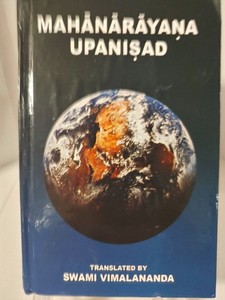 MAHĀNĀRĀYAṆA
UPANIṢAD
TRANSLATED BY
SWAMI VIMALANANDA